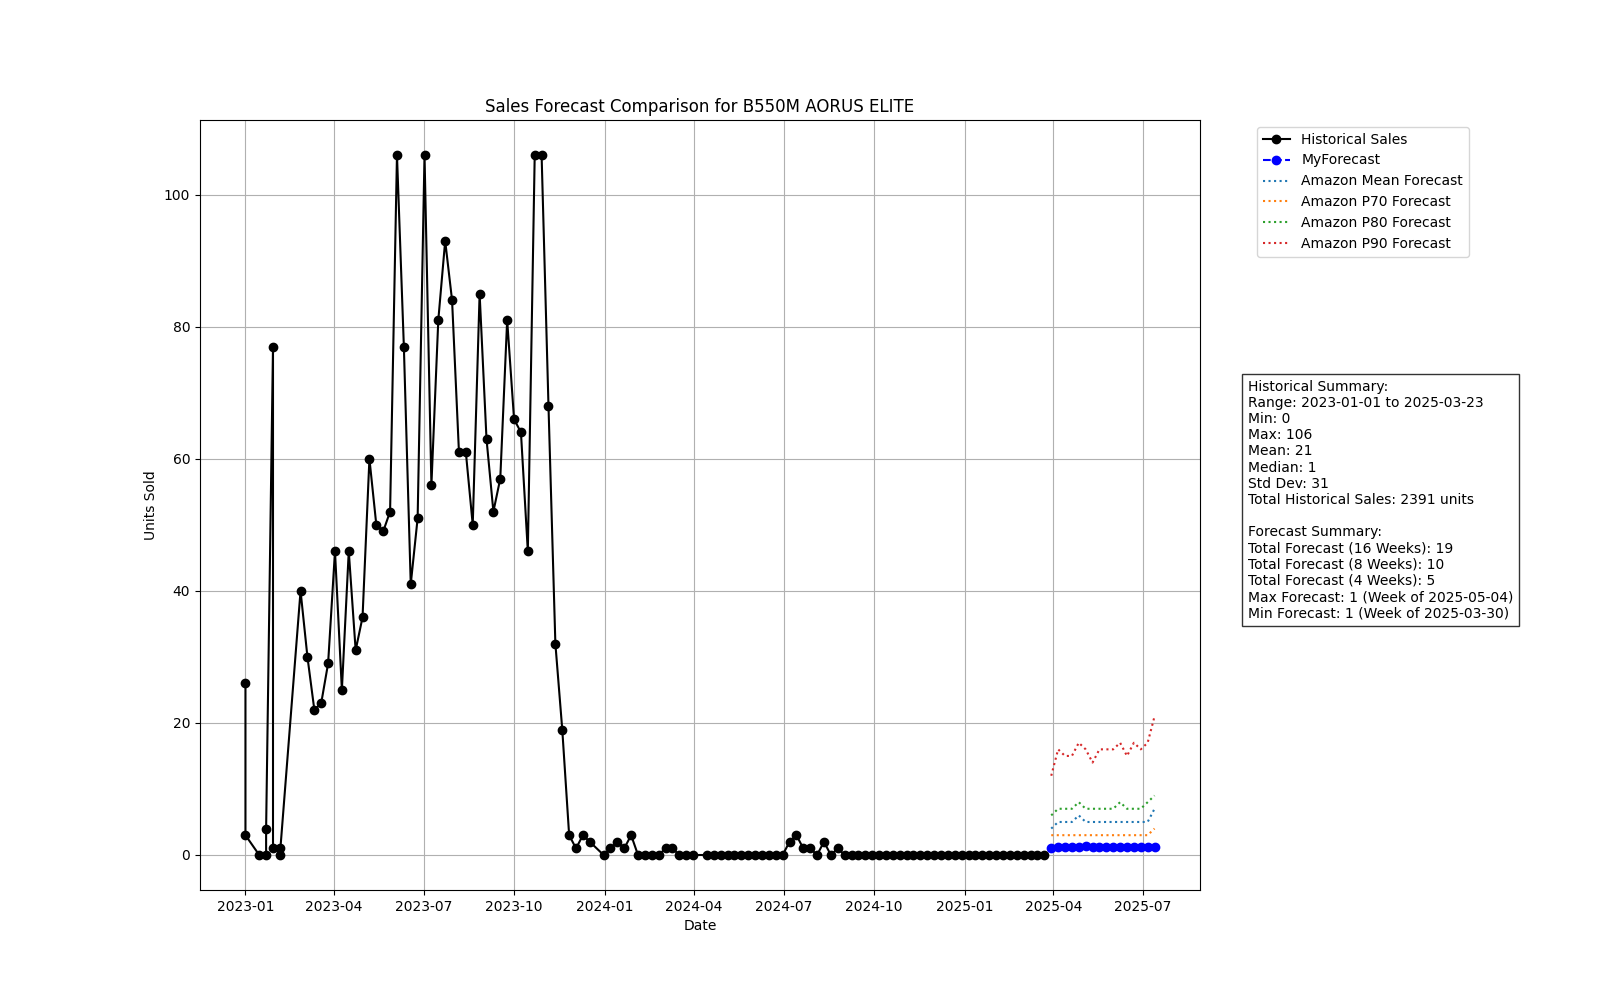 Sales Forecast Comparison for B550M AORUS ELITE
Historical Sales
MyForecast
Amazon Mean Forecast
Amazon P70 Forecast
Amazon P80 Forecast
Amazon P90 Forecast
Units Sold
100
80
60
40
20
0
Historical Summary:
Range: 2023-01-01 to 2025-03-23
Min: 0
Max: 106
Mean: 21
Median: 1
Std Dev: 31
Total Historical Sales: 2391 units
Forecast Summary:
Total Forecast (16 Weeks): 19
Total Forecast (8 Weeks): 10
Total Forecast (4 Weeks): 5
Max Forecast: 1 (Week of 2025-05-04)
Min Forecast: 1 (Week of 2025-03-30)
2023-01 2023-04 2023-07 2023-10 2024-01 2024-04 2024-07 2024-10 2025-01 2025-04 2025-07
Date